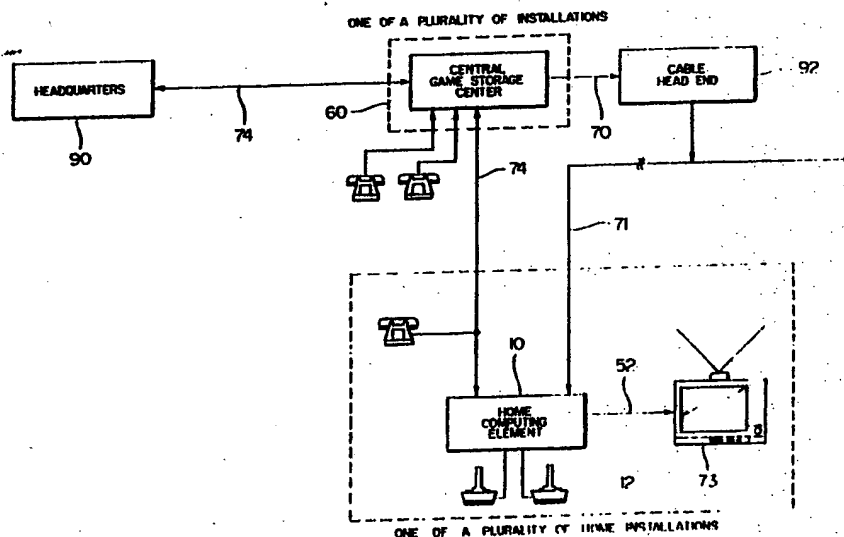 ONE OF A PLURALITY OF INSTALLATIONS
HEADQUARTERS
CENTRAL
GAME STORAGE
CENTER
CABLE
HEAD END
92
74
60
70
90
74
71
10
52
HOME
COMPUTING
ELEMENT
73
12
ONE OF A PLURALITY OF HOME INSTALLATIONS